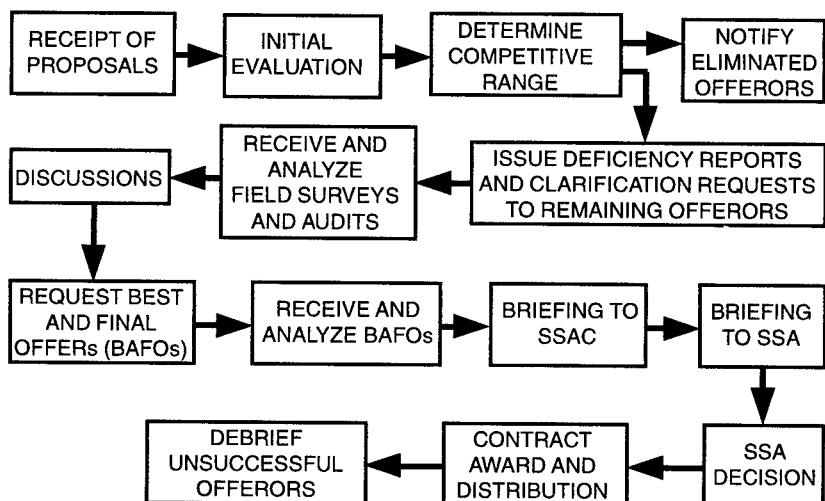 RECEIPT OF
PROPOSALS
INITIAL
EVALUATION
DETERMINE
COMPETITIVE
RANGE
NOTIFY
ELIMINATED
OFFERORS
ISSUE DEFICIENCY REPORTS
AND CLARIFICATION REQUESTS
TO REMAINING OFFERORS
RECEIVE AND
ANALYZE
FIELD SURVEYS
AND AUDITS
DISCUSSIONS
REQUEST BEST
AND FINAL
OFFERs (BAFOs)
RECEIVE AND
ANALYZE BAFOs
BRIEFING TO
SSAC
BRIEFING
TO SSA
SSA
DECISION
CONTRACT
AWARD AND
DISTRIBUTION
DEBRIEF
UNSUCCESSFUL
OFFERORS